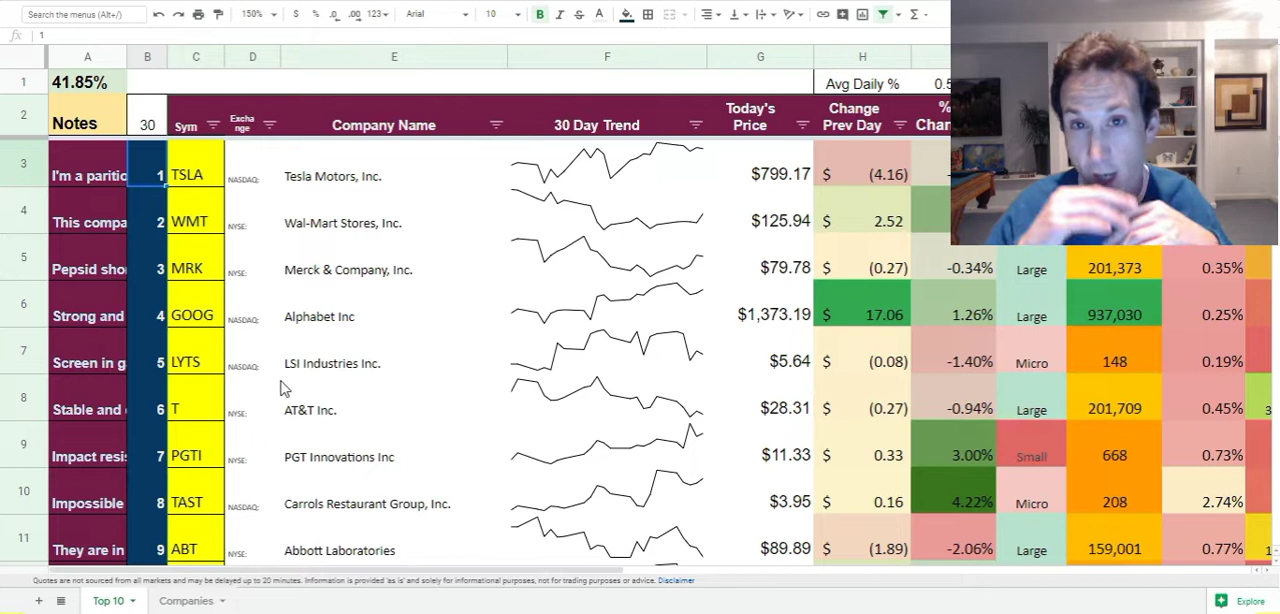 Search the menus (Alt+/) 150% $ % .0 .00 123 Arial 10 B I S A
fx 1
A B C D E F G H
1 41.85% Avg Daily %
2 Notes 30 Sym Excha nge Company Name 30 Day Trend Today's Price Change Prev Day %
3 I'm a paritio 1 TSLA NASDAQ: Tesla Motors, Inc. $799.17 $ (4.16)
4 This compa 2 WMT NYSE: Wal-Mart Stores, Inc. $125.94 $ 2.52
5 Pepsid sho 3 MRK NYSE: Merck & Company, Inc. $79.78 $ (0.27) -0.34% Large 201,373 0.35%
6 Strong and 4 GOOG NASDAQ: Alphabet Inc $1,373.19 $ 17.06 1.26% Large 937,030 0.25%
7 Screen in g 5 LYTS NASDAQ: LSI Industries Inc. $5.64 $ (0.08) -1.40% Micro 148 0.19%
8 Stable and 6 T NYSE: AT&T Inc. $28.31 $ (0.27) -0.94% Large 201,709 0.45% 3
9 Impact resis 7 PGTI NYSE: PGT Innovations Inc $11.33 $ 0.33 3.00% Small 668 0.73%
10 Impossible 8 TAST NASDAQ: Carrols Restaurant Group, Inc. $3.95 $ 0.16 4.22% Micro 208 2.74%
11 They are in 9 ABT NYSE: Abbott Laboratories $89.89 $ (1.89) -2.06% Large 159,001 0.77% 1
Quotes are not sourced from all markets and may be delayed up to 20 minutes. Information is provided 'as is' and solely for informational purposes, not for trading purposes or advice. Disclaimer
+ Top 10 Companies Explore